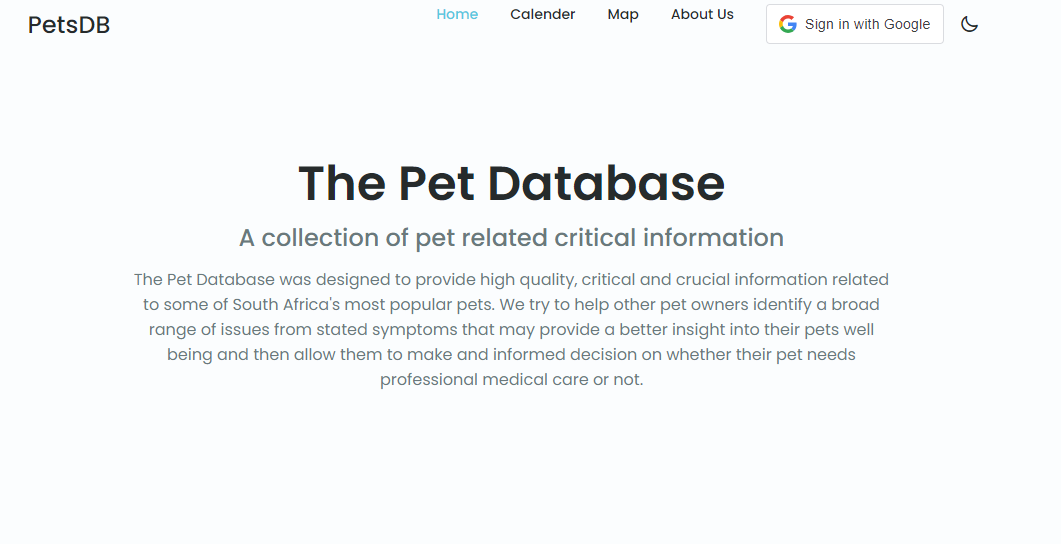 PetsDB
Home Calender Map About Us Sign in with Google
The Pet Database
A collection of pet related critical information
The Pet Database was designed to provide high quality, critical and crucial information related
to some of South Africa's most popular pets. We try to help other pet owners identify a broad
range of issues from stated symptoms that may provide a better insight into their pets well
being and then allow them to make and informed decision on whether their pet needs
professional medical care or not.